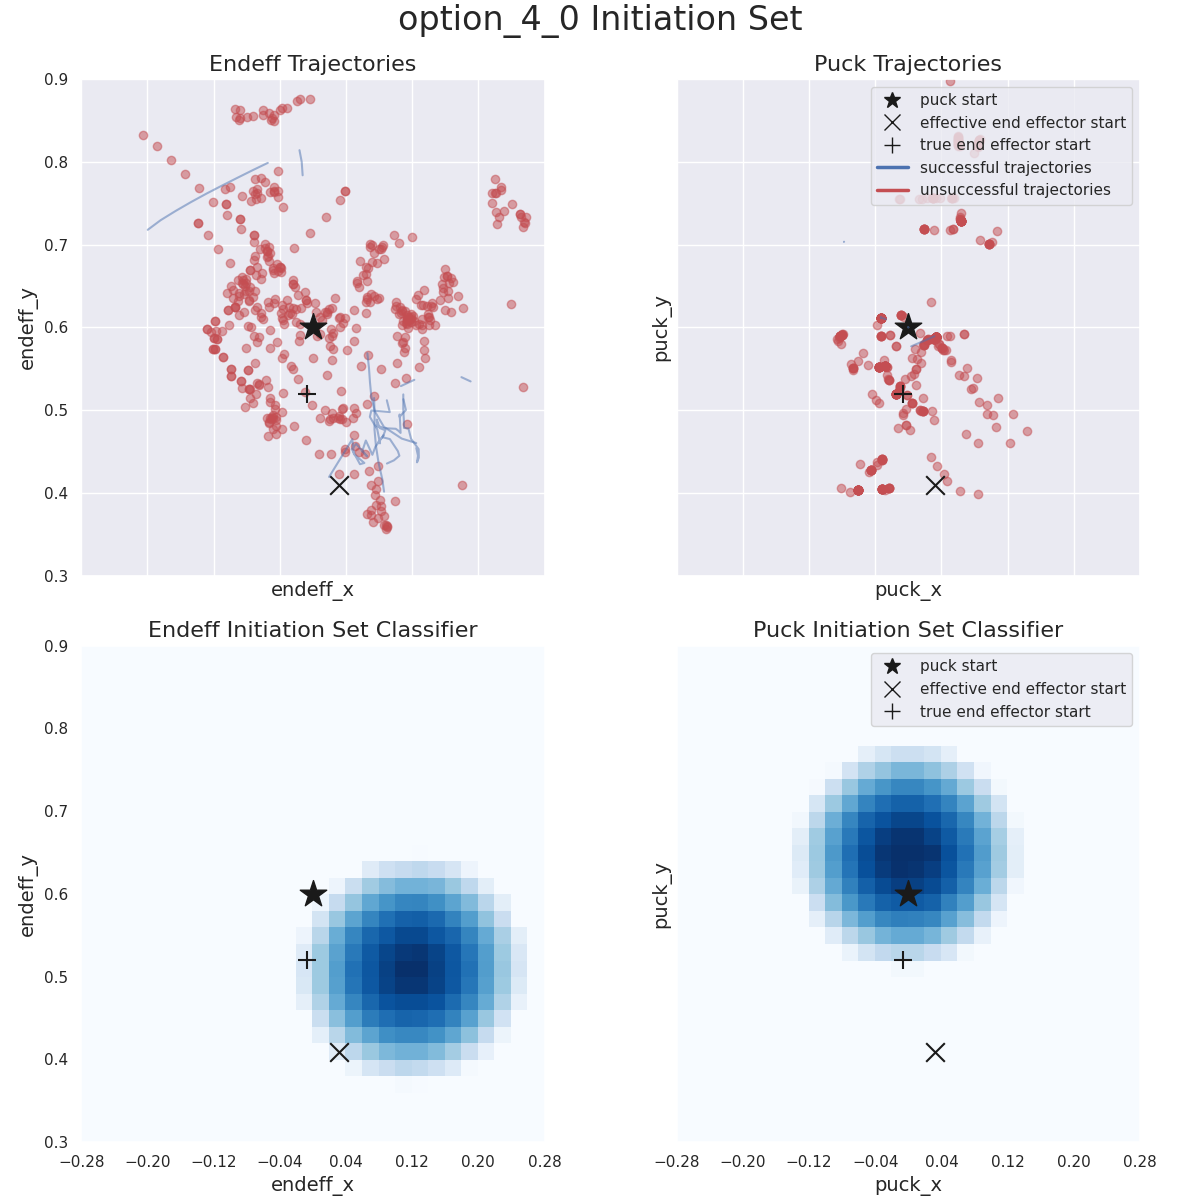 option_4_0 Initiation Set
Endeff Trajectories
0.9
0.8
0.7
0.6
0.5
0.4
0.3
endeff_y
endeff_x
Puck Trajectories
puck start
effective end effector start
true end effector start
successful trajectories
unsuccessful trajectories
puck_y
puck_x
Endeff Initiation Set Classifier
0.9
0.8
0.7
0.6
0.5
0.4
0.3
endeff_y
−0.28 −0.20 −0.12 −0.04 0.04 0.12 0.20 0.28
endeff_x
Puck Initiation Set Classifier
puck start
effective end effector start
true end effector start
puck_y
−0.28 −0.20 −0.12 −0.04 0.04 0.12 0.20 0.28
puck_x